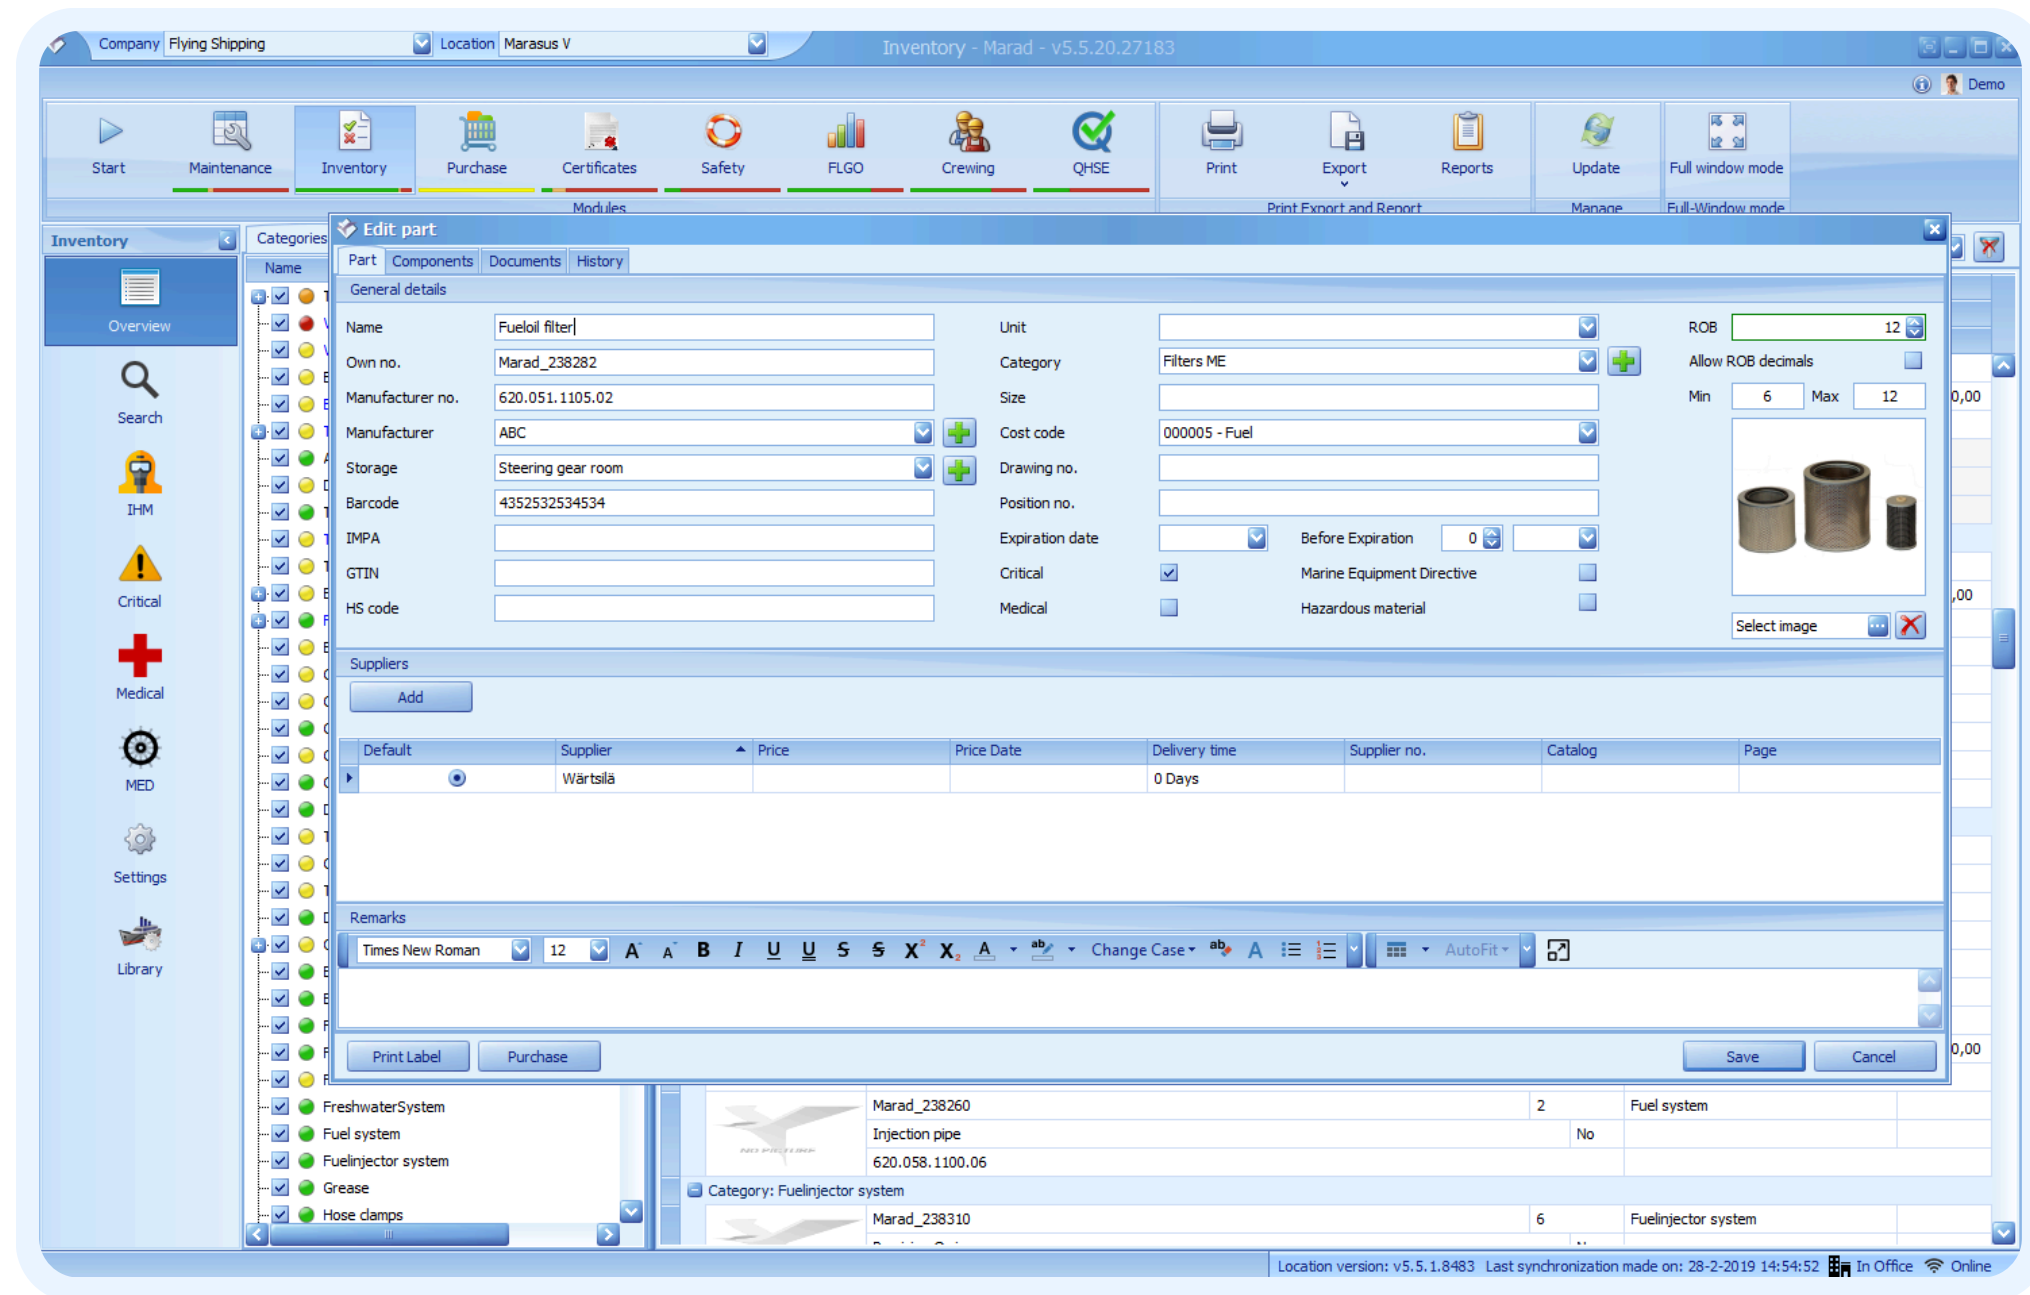 Company Flying Shipping Location Marasus V Inventory - Marad - v5.5.20.27183
Demo
Start Maintenance Inventory Purchase Certificates Safety FLGO Crewing QHSE Print Export Reports Update Full window mode
Modules Print Export and Report Manage Full-Window mode
Inventory
Overview
Search
IHM
Critical
Medical
MED
Settings
Library
Categories
Name
Edit part
Part Components Documents History
General details
Name Fueloil filter Unit ROB 12
Own no. Marad_238282 Category Filters ME Allow ROB decimals
Manufacturer no. 620.051.1105.02 Size Min 6 Max 12
0,00
Manufacturer ABC Cost code 000005 - Fuel
Storage Steering gear room Drawing no.
Barcode 4352532534534 Position no.
IMPA Expiration date Before Expiration 0
GTIN Critical Marine Equipment Directive
HS code Medical Hazardous material
,00
Select image
Suppliers
Add
Default Supplier Price Price Date Delivery time Supplier no. Catalog Page
Wärtsilä 0 Days
Remarks
Times New Roman 12 A A B I U U S S X2 X2 A ab Change Case ab A AutoFit
Print Label Purchase Save Cancel
0,00
FreshwaterSystem
Fuel system
Fuelinjector system
Grease
Hose clamps
NO PICTURE
Marad_238260 2 Fuel system
Injection pipe No
620.058.1100.06
Category: Fuelinjector system
Marad_238310 6 Fuelinjector system
Location version: v5.5.1.8483 Last synchronization made on: 28-2-2019 14:54:52 In Office Online